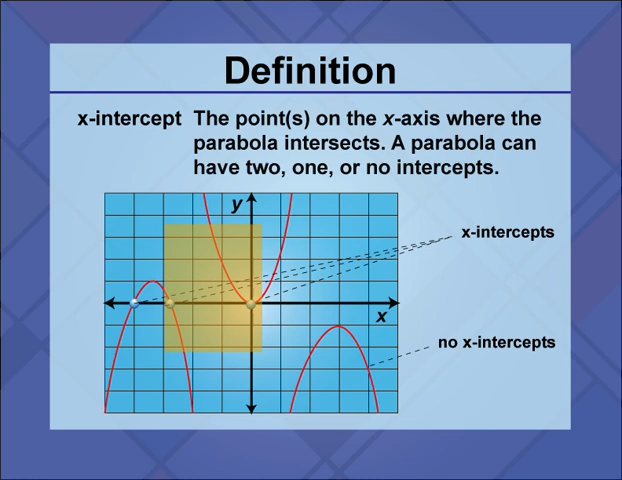 Definition
x-intercept The point(s) on the x-axis where the
parabola intersects. A parabola can
have two, one, or no intercepts.
y
x-intercepts
x
no x-intercepts